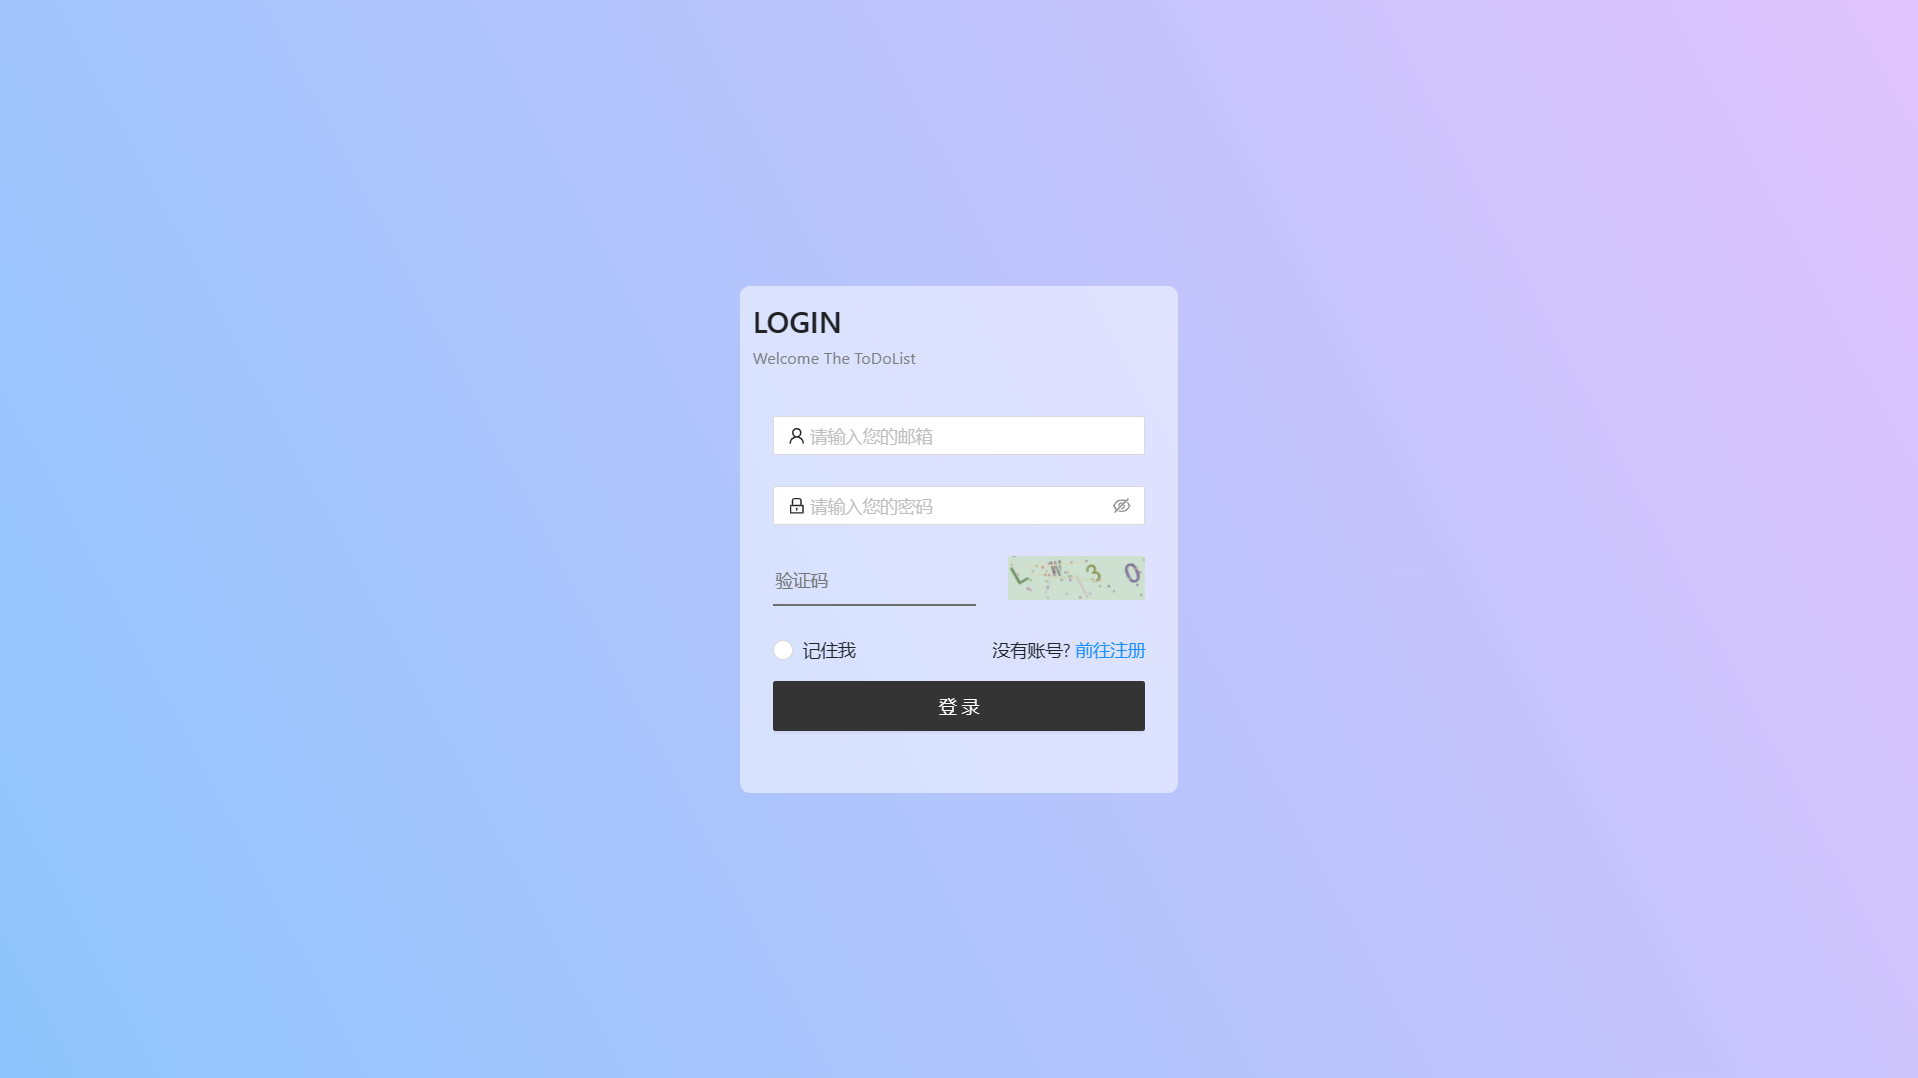 LOGIN
Welcome The ToDoList
请输入您的邮箱
请输入您的密码
验证码
L W 3 0
记住我
没有账号? 前往注册
登 录